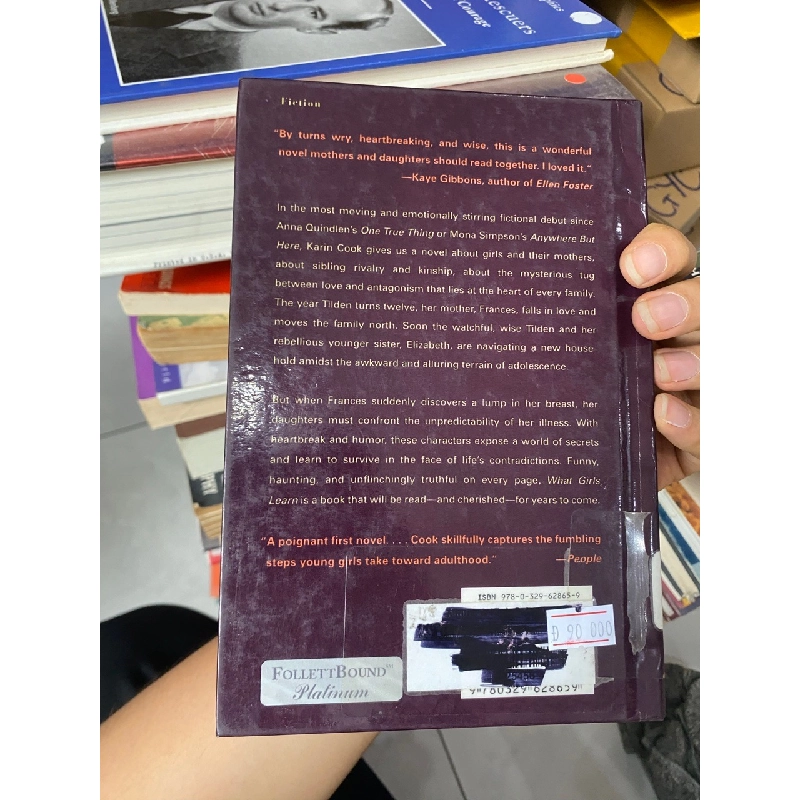 escuers
Courage
Fiction
"By turns wry, heartbreaking, and wise, this is a wonderful
novel mothers and daughters should read together. I loved it."
—Kaye Gibbons, author of Ellen Foster
In the most moving and emotionally stirring fictional debut since
Anna Quindlen's One True Thing or Mona Simpson's Anywhere But
Here, Karin Cook gives us a novel about girls and their mothers,
about sibling rivalry and kinship, about the mysterious tug
between love and antagonism that lies at the heart of every family.
The year Tilden turns twelve, her mother, Frances, falls in love and
moves the family north. Soon the watchful, wise Tilden and her
rebellious younger sister, Elizabeth, are navigating a new house
hold amidst the awkward and alluring terrain of adolescence
But when Frances suddenly discovers a lump in her breast, her
daughters must confront the unpredictability of her illness. With
heartbreak and humor, these characters expose a world of secrets
and learn to survive in the face of life's contradictions. Funny,
haunting, and unflinchingly truthful on every page, What Girls
Learn is a book that will be read—and cherished—for years to come.
"A poignant first novel. . . . Cook skillfully captures the fumbling
steps young girls take toward adulthood."
—People
ISBN 978-0-329-62865-9
Đ 90 000
9 780329 628659
FOLLETTBOUND™
Platinum